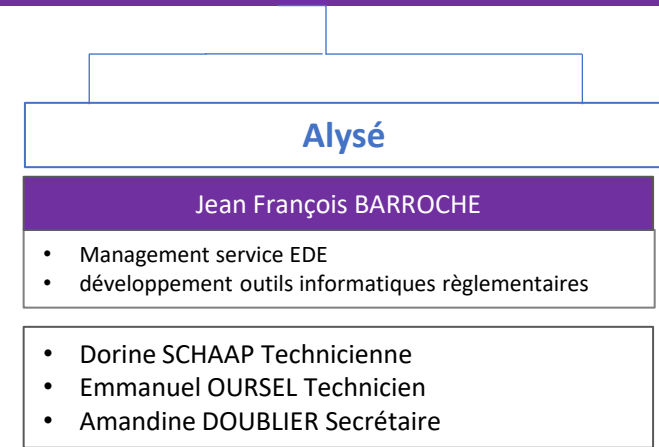 Alysé
Jean François BARROCHE
• Management service EDE
• développement outils informatiques règlementaires
• Dorine SCHAAP Technicienne
• Emmanuel OURSEL Technicien
• Amandine DOUBLIER Secrétaire